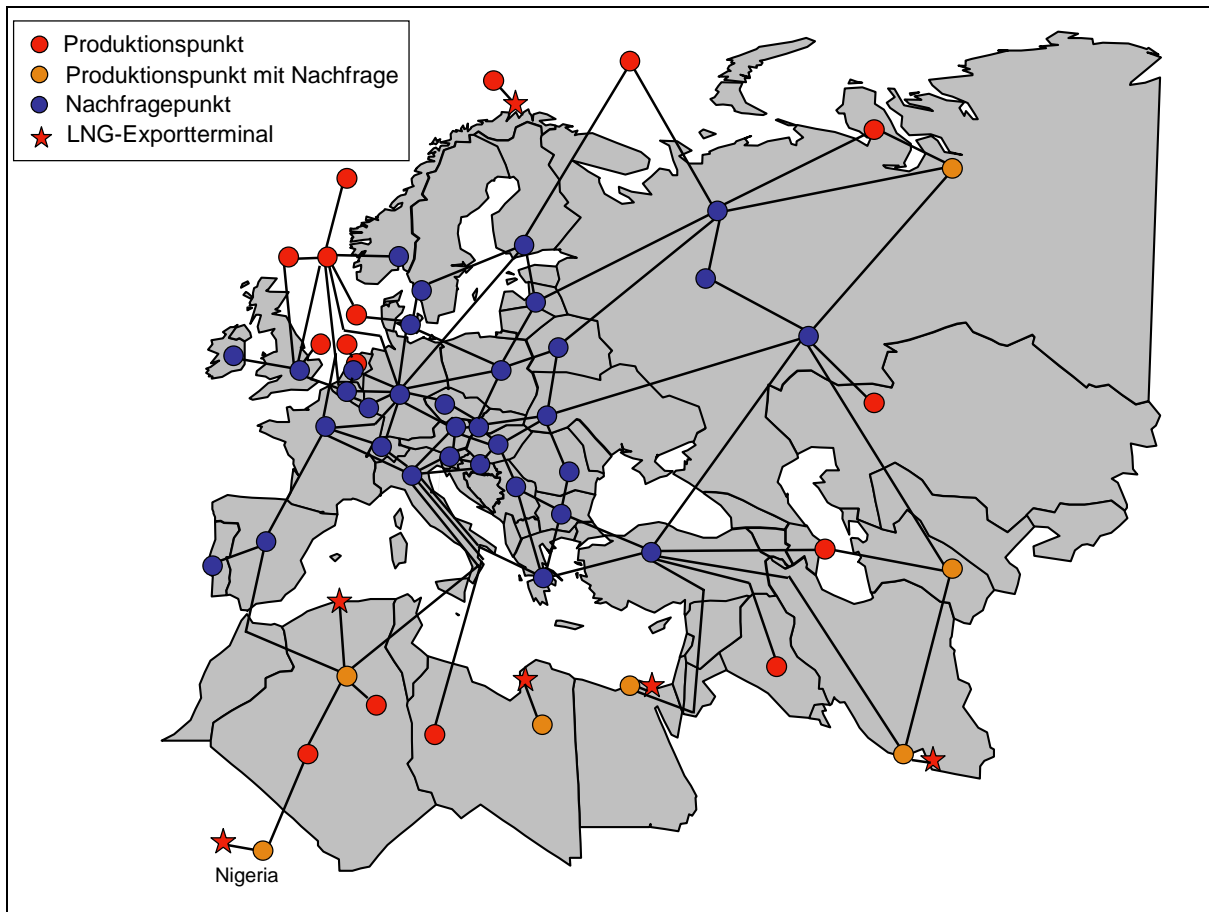 Produktionspunkt
Produktionspunkt mit Nachfrage
Nachfragepunkt
LNG-Exportterminal
Nigeria